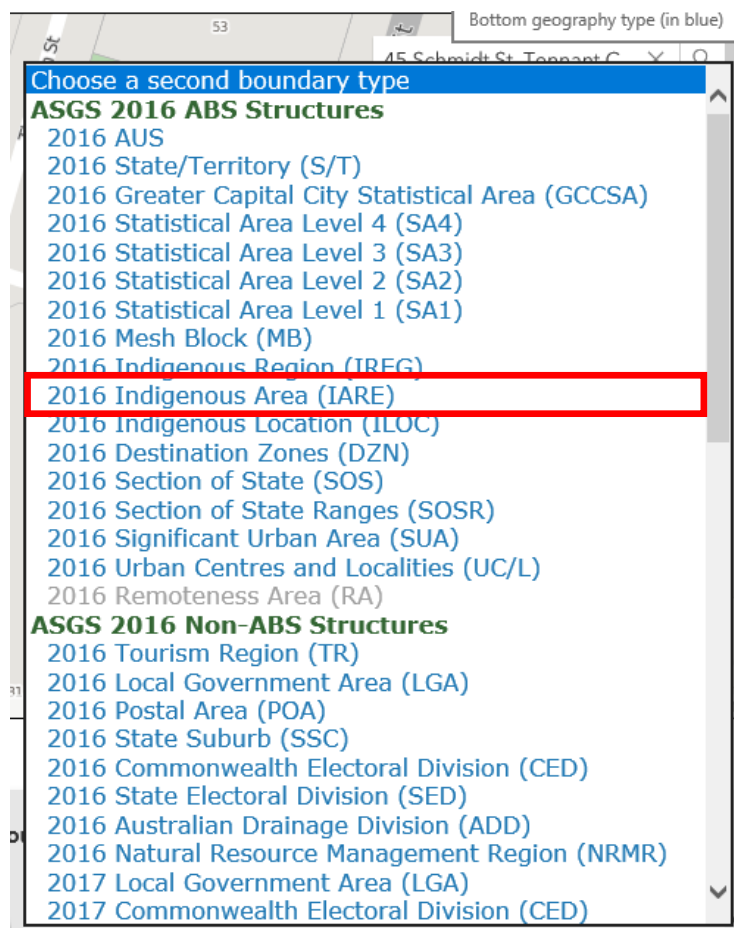 53
Bottom geography type (in blue)
St
45 Schmidt St, Tennant C
Choose a second boundary type
ASGS 2016 ABS Structures
2016 AUS
2016 State/Territory (S/T)
2016 Greater Capital City Statistical Area (GCCSA)
2016 Statistical Area Level 4 (SA4)
2016 Statistical Area Level 3 (SA3)
2016 Statistical Area Level 2 (SA2)
2016 Statistical Area Level 1 (SA1)
2016 Mesh Block (MB)
2016 Indigenous Region (IREG)
2016 Indigenous Area (IARE)
2016 Indigenous Location (ILOC)
2016 Destination Zones (DZN)
2016 Section of State (SOS)
2016 Section of State Ranges (SOSR)
2016 Significant Urban Area (SUA)
2016 Urban Centres and Localities (UC/L)
2016 Remoteness Area (RA)
ASGS 2016 Non-ABS Structures
2016 Tourism Region (TR)
2016 Local Government Area (LGA)
2016 Postal Area (POA)
2016 State Suburb (SSC)
2016 Commonwealth Electoral Division (CED)
2016 State Electoral Division (SED)
2016 Australian Drainage Division (ADD)
2016 Natural Resource Management Region (NRMR)
2017 Local Government Area (LGA)
2017 Commonwealth Electoral Division (CED)